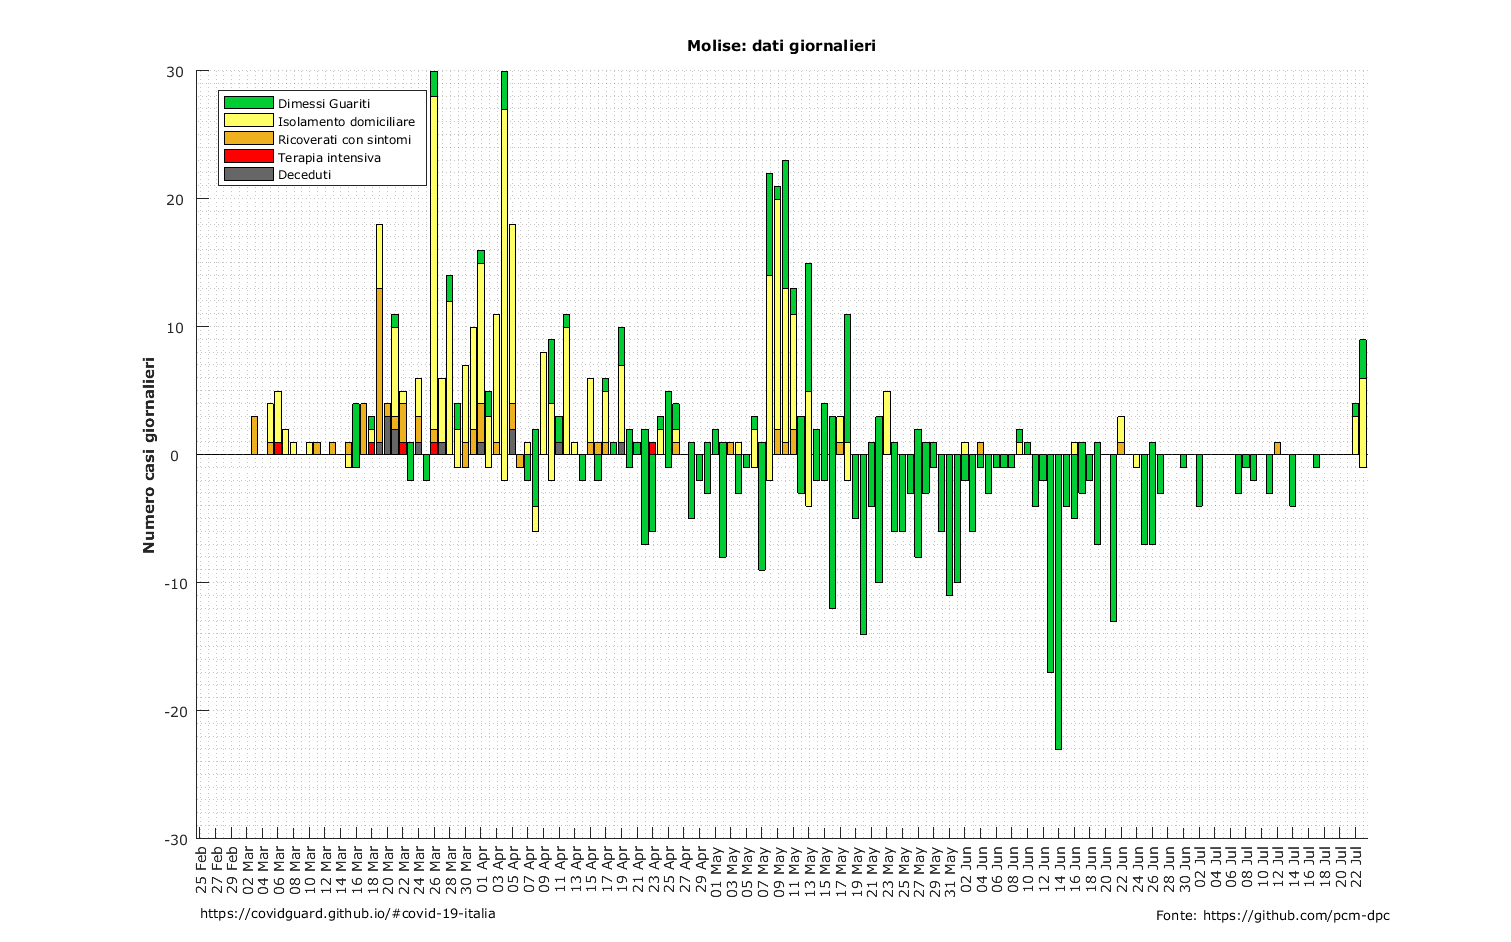 Molise: dati giornalieri
30
20
10
0
-10
-20
-30
Numero casi giornalieri
Dimessi Guariti
Isolamento domiciliare
Ricoverati con sintomi
Terapia intensiva
Deceduti
25 Feb
27 Feb
29 Feb
02 Mar
04 Mar
06 Mar
08 Mar
10 Mar
12 Mar
14 Mar
16 Mar
18 Mar
20 Mar
22 Mar
24 Mar
26 Mar
28 Mar
30 Mar
01 Apr
03 Apr
05 Apr
07 Apr
09 Apr
11 Apr
13 Apr
15 Apr
17 Apr
19 Apr
21 Apr
23 Apr
25 Apr
27 Apr
29 Apr
01 May
03 May
05 May
07 May
09 May
11 May
13 May
15 May
17 May
19 May
21 May
23 May
25 May
27 May
29 May
31 May
02 Jun
04 Jun
06 Jun
08 Jun
10 Jun
12 Jun
14 Jun
16 Jun
18 Jun
20 Jun
22 Jun
24 Jun
26 Jun
28 Jun
30 Jun
02 Jul
04 Jul
06 Jul
08 Jul
10 Jul
12 Jul
14 Jul
16 Jul
18 Jul
20 Jul
22 Jul
https://covidguard.github.io/#covid-19-italia
Fonte: https://github.com/pcm-dpc